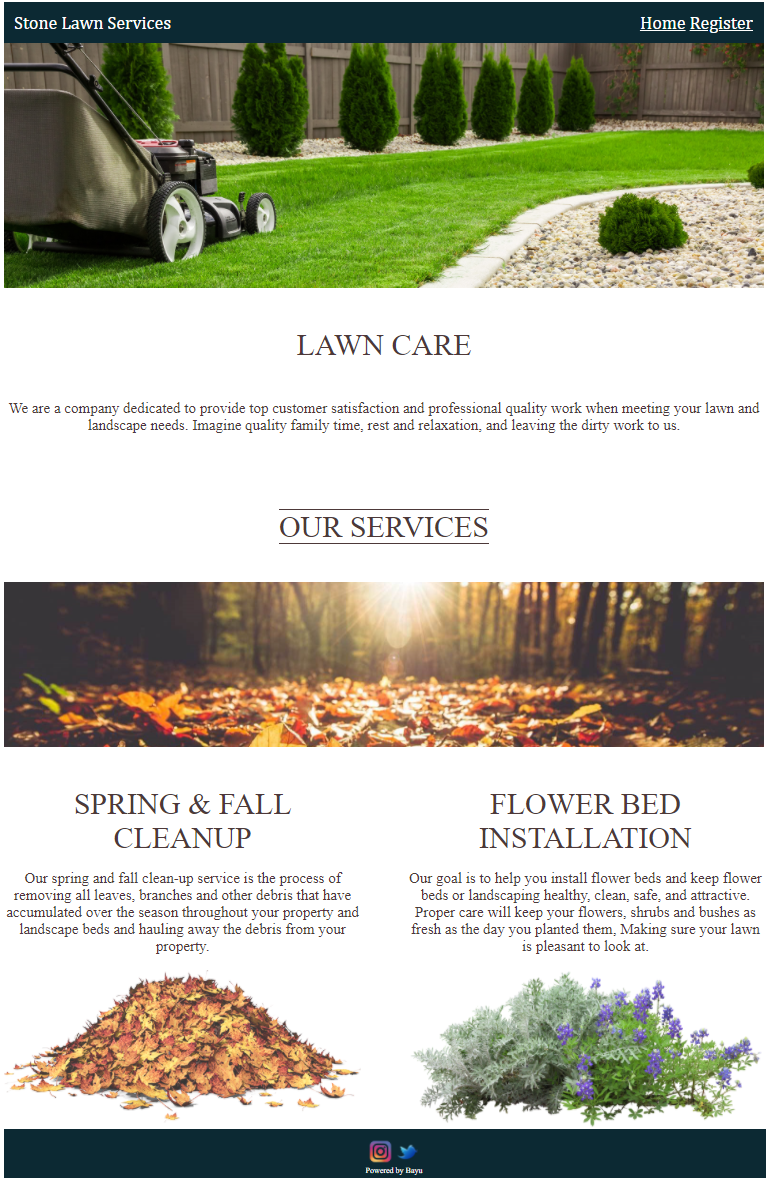 Stone Lawn Services
Home Register
LAWN CARE
We are a company dedicated to provide top customer satisfaction and professional quality work when meeting your lawn and
landscape needs. Imagine quality family time, rest and relaxation, and leaving the dirty work to us.
OUR SERVICES
SPRING & FALL
CLEANUP
Our spring and fall clean-up service is the process of
removing all leaves, branches and other debris that have
accumulated over the season throughout your property and
landscape beds and hauling away the debris from your
property.
FLOWER BED
INSTALLATION
Our goal is to help you install flower beds and keep flower
beds or landscaping healthy, clean, safe, and attractive.
Proper care will keep your flowers, shrubs and bushes as
fresh as the day you planted them, Making sure your lawn
is pleasant to look at.
Powered by Bayu